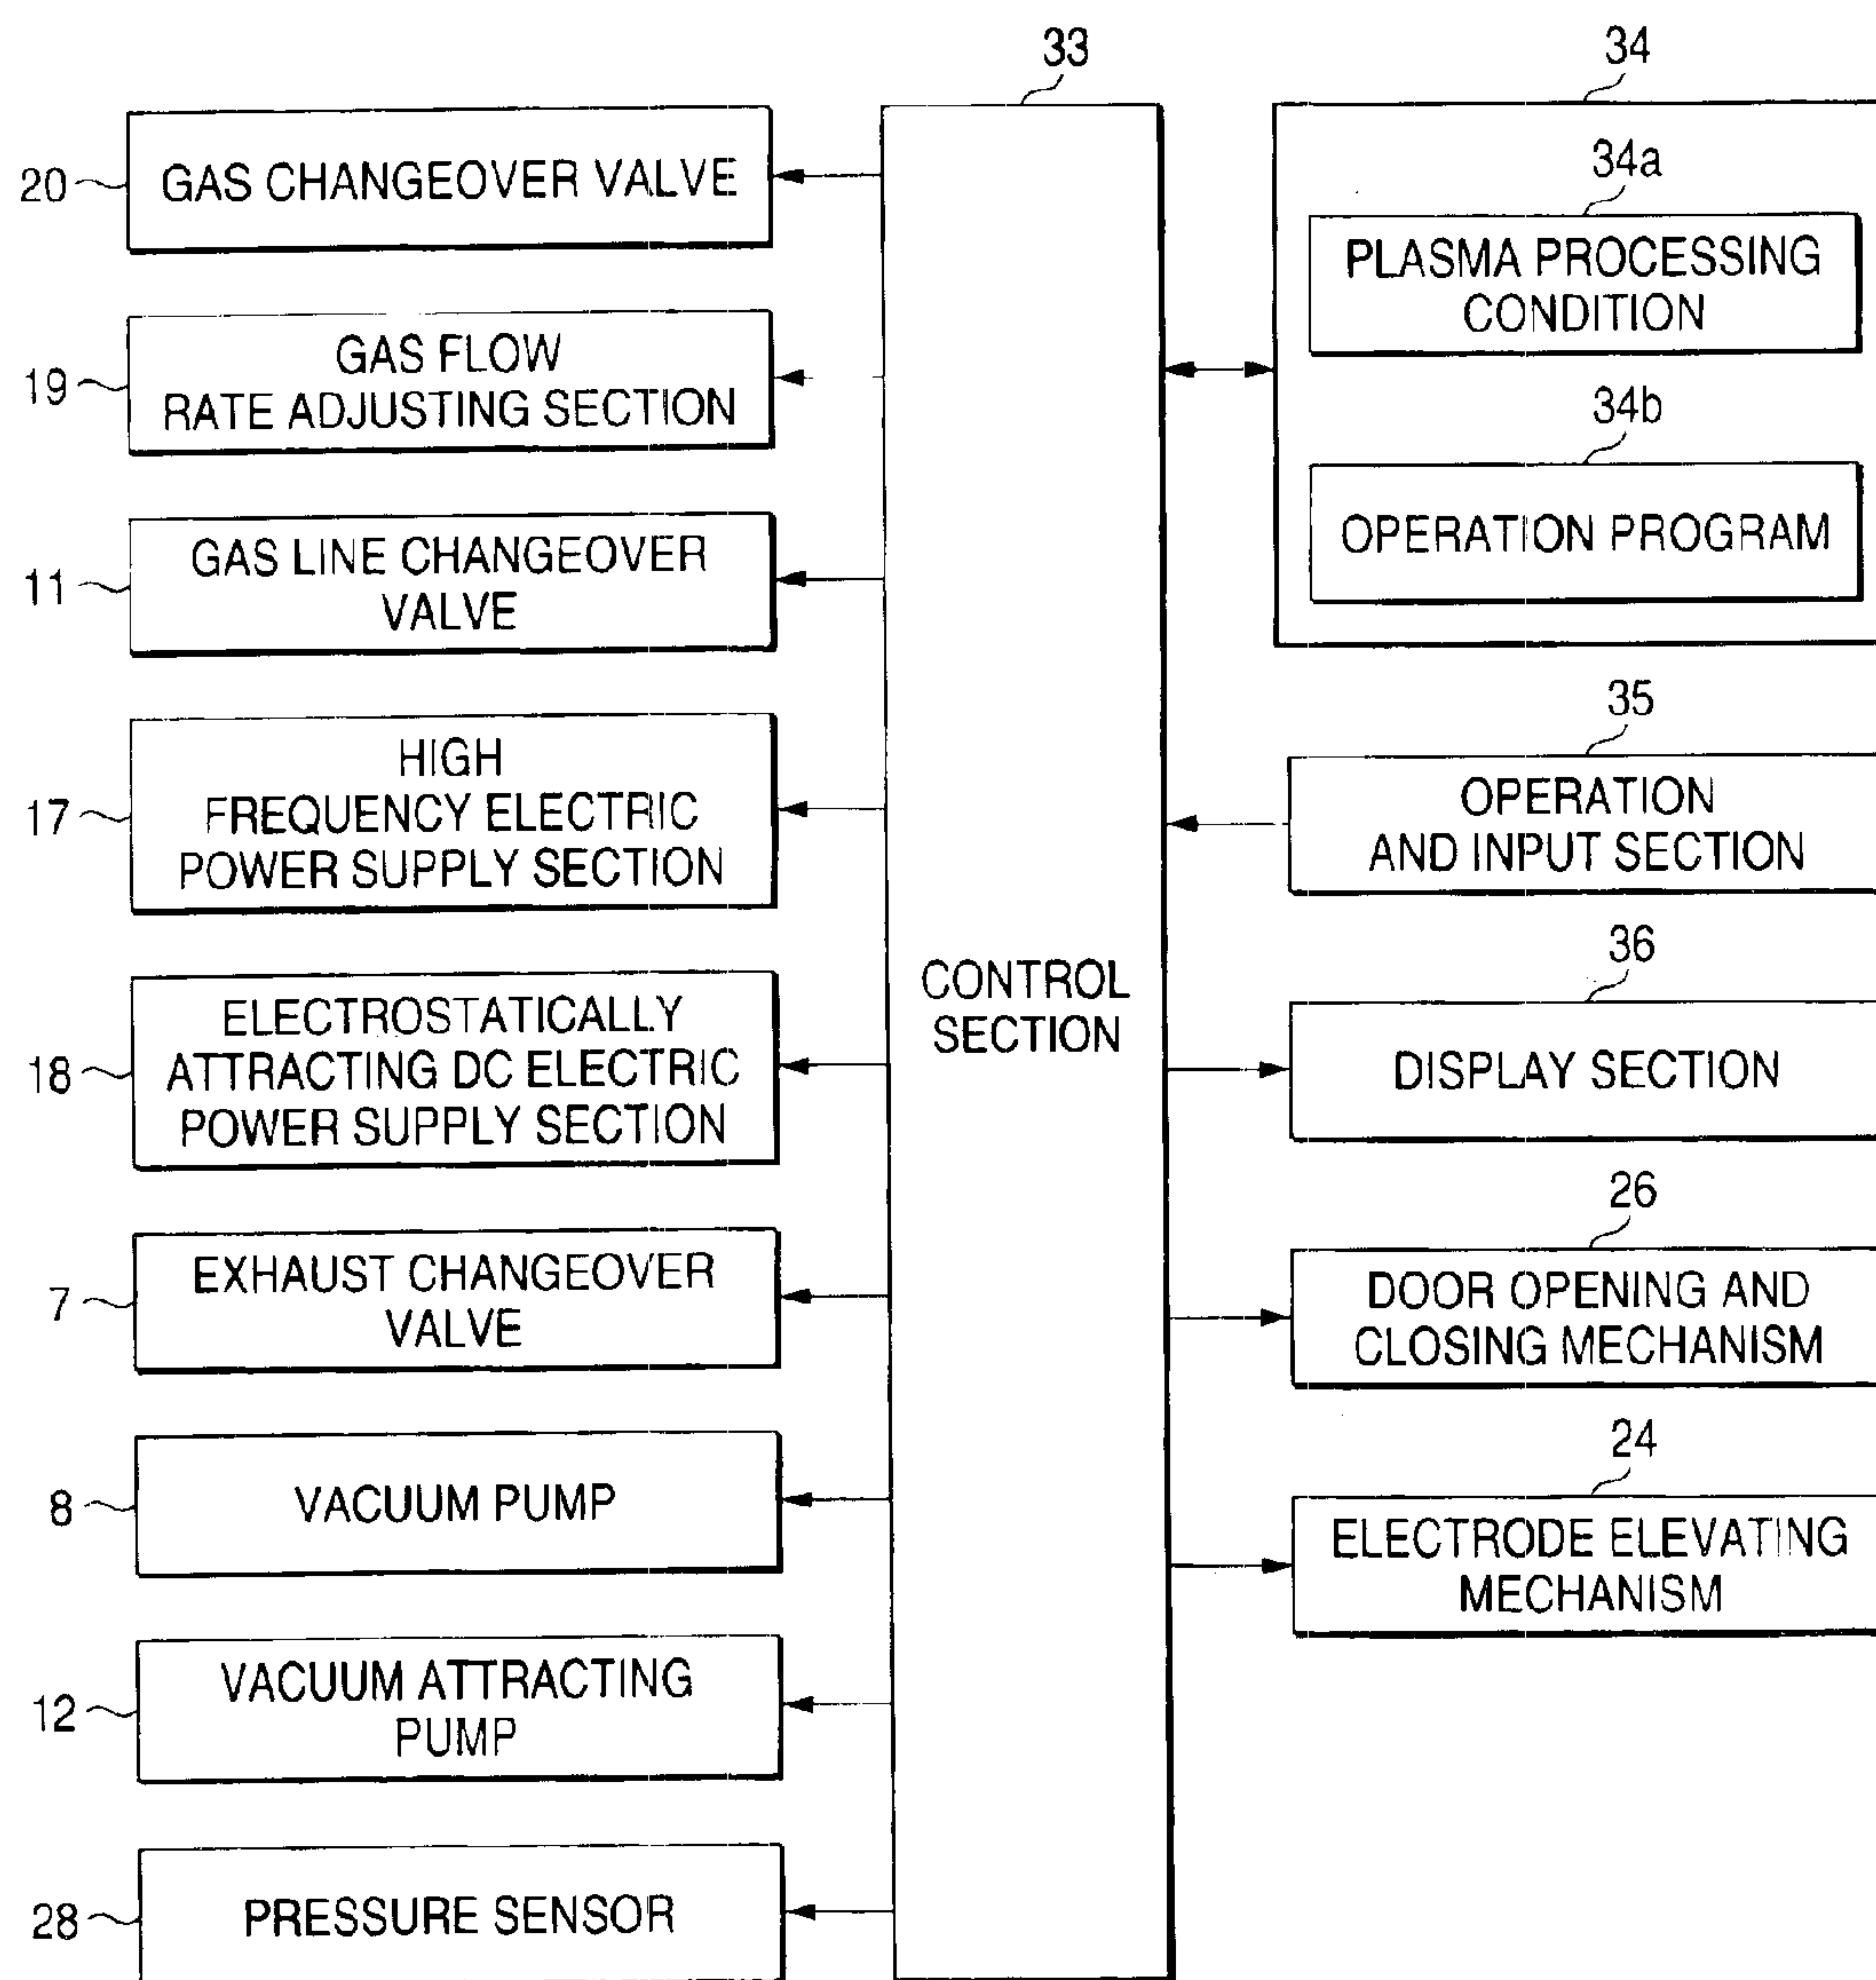 33
34
20
GAS CHANGEOVER VALVE
34a
PLASMA PROCESSING
CONDITION
19
GAS FLOW
RATE ADJUSTING SECTION
34b
OPERATION PROGRAM
11
GAS LINE CHANGEOVER
VALVE
17
HIGH
FREQUENCY ELECTRIC
POWER SUPPLY SECTION
35
OPERATION
AND INPUT SECTION
CONTROL
SECTION
18
ELECTROSTATICALLY
ATTRACTING DC ELECTRIC
POWER SUPPLY SECTION
36
DISPLAY SECTION
7
EXHAUST CHANGEOVER
VALVE
26
DOOR OPENING AND
CLOSING MECHANISM
8
VACUUM PUMP
24
ELECTRODE ELEVATING
MECHANISM
12
VACUUM ATTRACTING
PUMP
28
PRESSURE SENSOR